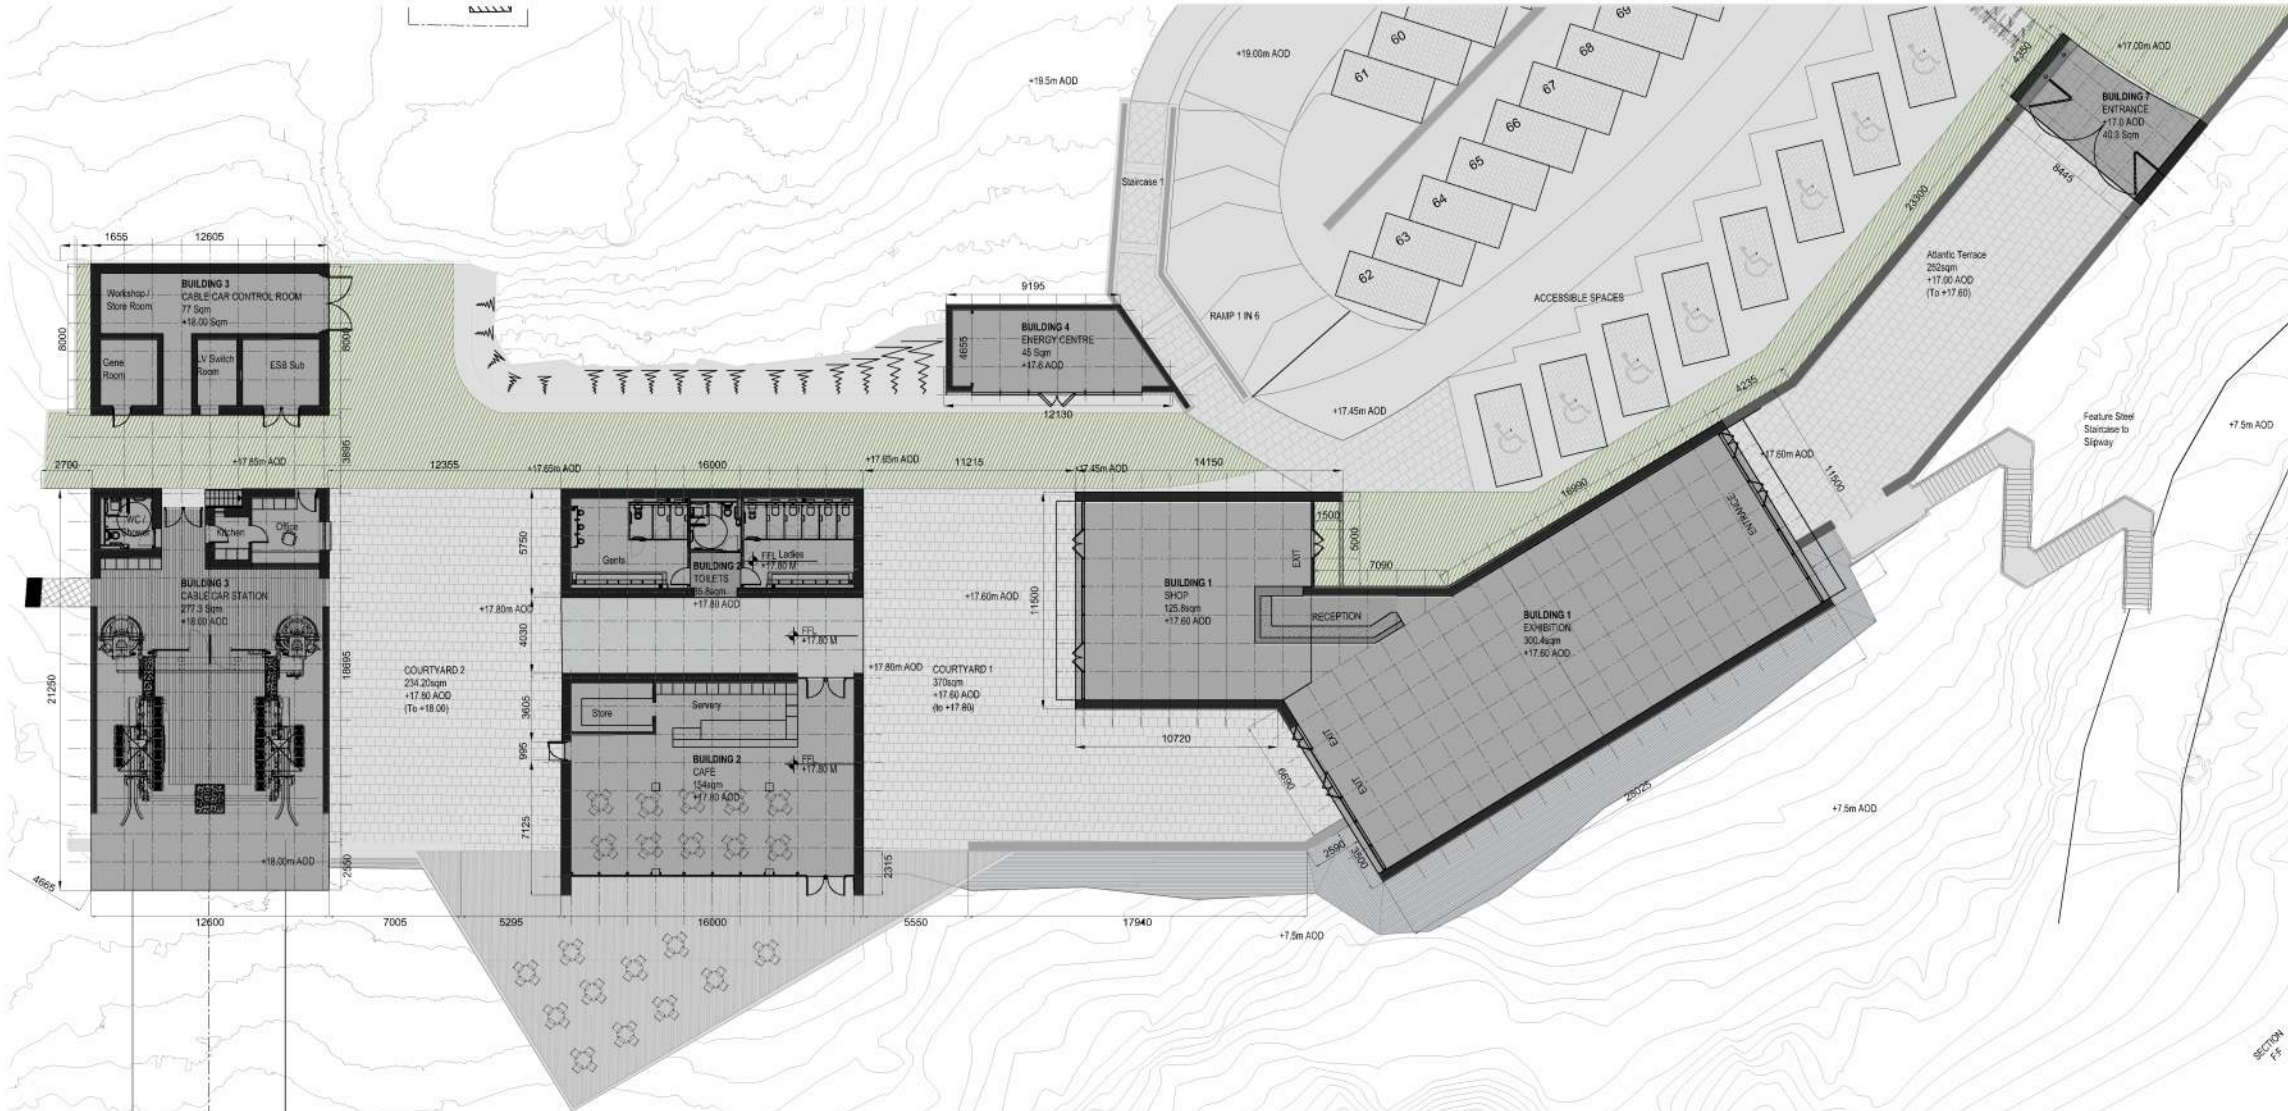 60
61
62
63
64
65
66
67
68
69
+19.00m AOD
+19.5m AOD
Staircase 1
RAMP 1 IN 6
ACCESSIBLE SPACES
+17.45m AOD
4350
+17.00m AOD
BUILDING 7
ENTRANCE
+17.0 AOD
40.3 Sqm
8445
23300
Atlantic Terrace
252sqm
+17.00 AOD
(To +17.60)
4235
Feature Steel
Staircase to
Slipway
+7.5m AOD
1655
12605
BUILDING 3
CABLE CAR CONTROL ROOM
77 Sqm
+18.00 Sqm
Workshop /
Store Room
8000
8000
Gene
Room
LV Switch
Room
ESB Sub
9195
BUILDING 4
ENERGY CENTRE
45 Sqm
+17.6 AOD
4655
12130
2700
+17.85m AOD
3895
12355
+17.65m AOD
16000
+17.65m AOD
11215
+17.45m AOD
14150
WC /
Shower
Kitchen
Office
BUILDING 3
CABLE CAR STATION
277.3 Sqm
+18.00 AOD
21250
18695
+18.00m AOD
2550
4665
COURTYARD 2
234.20sqm
+17.80 AOD
(To +18.00)
5750
Gents
Ladies
FFL
+17.80 M
BUILDING 2
TOILETS
+17.80 AOD
+17.80m AOD
4030
FFL
+17.80 M
+17.80m AOD
3605
Store
Servery
995
BUILDING 2
CAFE
154sqm
+17.80 AOD
FFL
+17.80 M
7125
2315
COURTYARD 1
370sqm
+17.60 AOD
(to +17.80)
+17.60m AOD
11500
BUILDING 1
SHOP
125.8sqm
+17.60 AOD
EXIT
1500
5000
7090
RECEPTION
16990
BUILDING 1
EXHIBITION
300.4sqm
+17.60 AOD
ENTRANCE
+17.60m AOD
11500
10720
EXIT
EXIT
6690
2590
3500
28025
+7.5m AOD
12600
7005
5295
16000
5550
17940
+7.5m AOD
SECTION
F-F